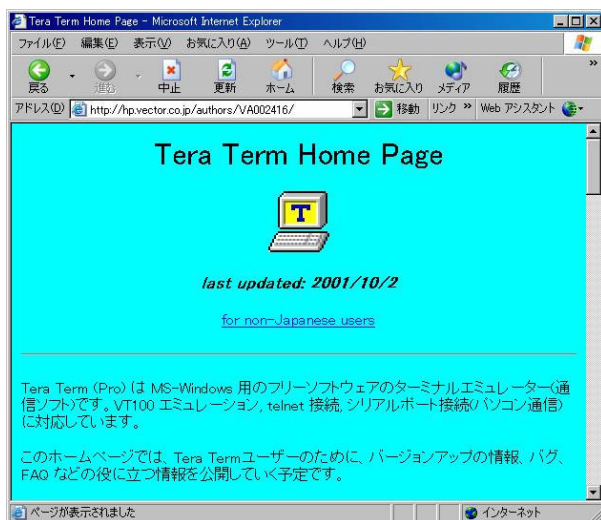 Tera Term Home Page - Microsoft Internet Explorer
ファイル(F) 編集(E) 表示(V) お気に入り(A) ツール(T) ヘルプ(H)
戻る 進む 中止 更新 ホーム 検索 お気に入り メディア 履歴 »
アドレス(D) http://hp.vector.co.jp/authors/VA002416/ 移動 リンク » Web アシスタント
Tera Term Home Page
T
last updated: 2001/10/2
for non-Japanese users
Tera Term (Pro) は MS-Windows 用のフリーソフトウェアのターミナルエミュレーター(通
信ソフト)です。VT100 エミュレーション, telnet 接続, シリアルポート接続(パソコン通信)
に対応しています。
このホームページでは、Tera Termユーザーのために、バージョンアップの情報、バグ、
FAQ などの役に立つ情報を公開していく予定です。
ページが表示されました インターネット